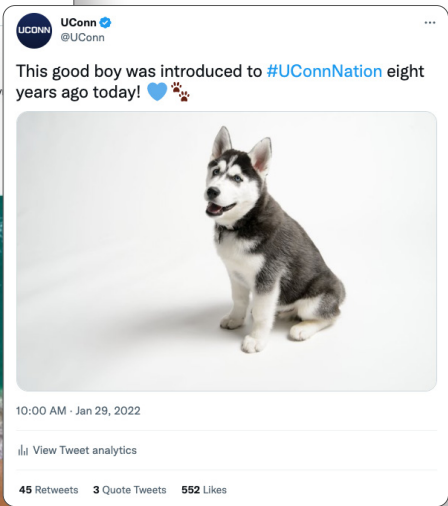 UCONN
UConn
@UConn
This good boy was introduced to #UConnNation eight
years ago today! 💙🐾
10:00 AM · Jan 29, 2022
View Tweet analytics
45 Retweets 3 Quote Tweets 552 Likes